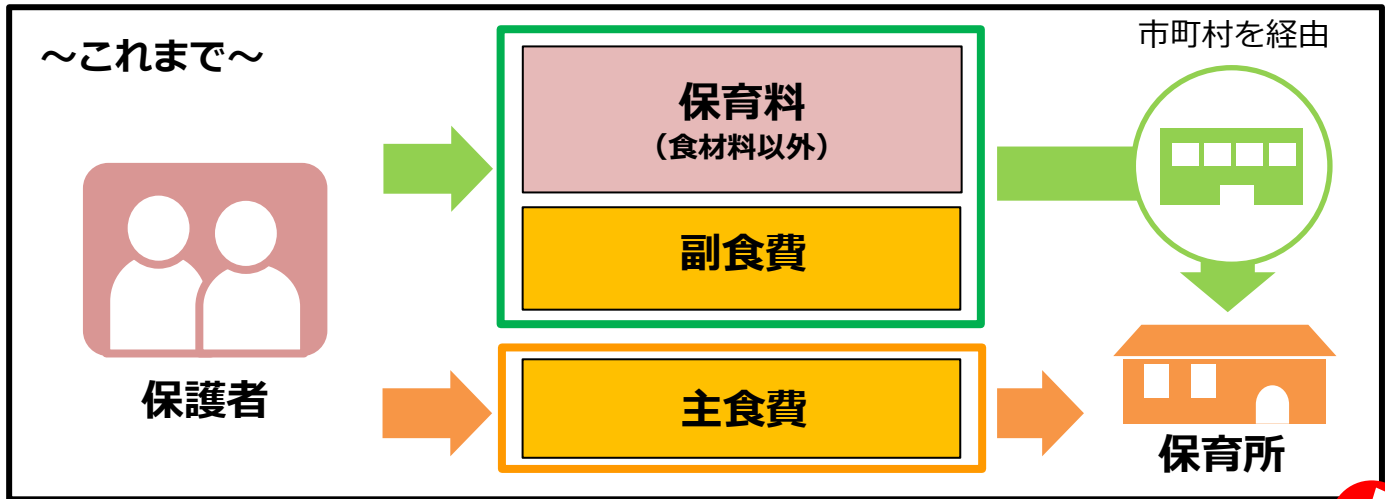 ～これまで～
市町村を経由
保育料
（食材料以外）
副食費
保護者
主食費
保育所